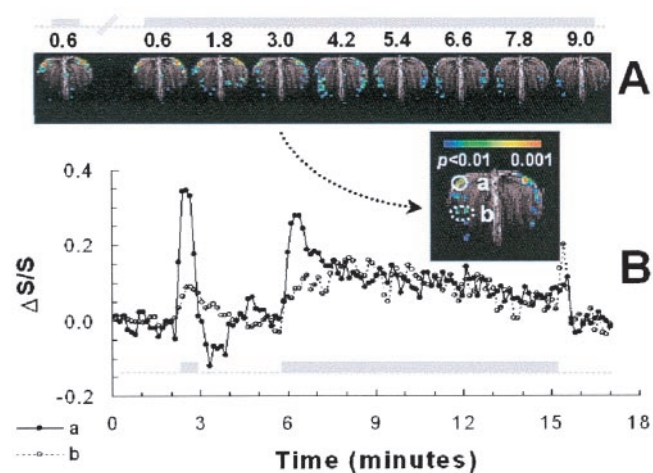 0.6 0.6 1.8 3.0 4.2 5.4 6.6 7.8 9.0
A
p<0.01 0.001
a
b
B
0.4
0.2
0.0
-0.2
ΔS/S
0 3 6 9 12 15 18
Time (minutes)
a
b